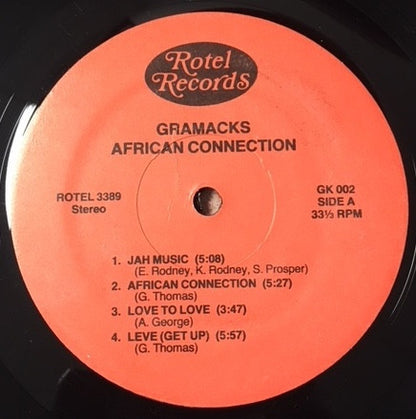 Rotel
Records
GRAMACKS
AFRICAN CONNECTION
ROTEL 3389
Stereo
GK 002
SIDE A
33⅓ RPM
1. JAH MUSIC (5:08)
(E. Rodney, K. Rodney, S. Prosper)
2. AFRICAN CONNECTION (5:27)
(G. Thomas)
3. LOVE TO LOVE (3:47)
(A. George)
4. LEVE (GET UP) (5:57)
(G. Thomas)